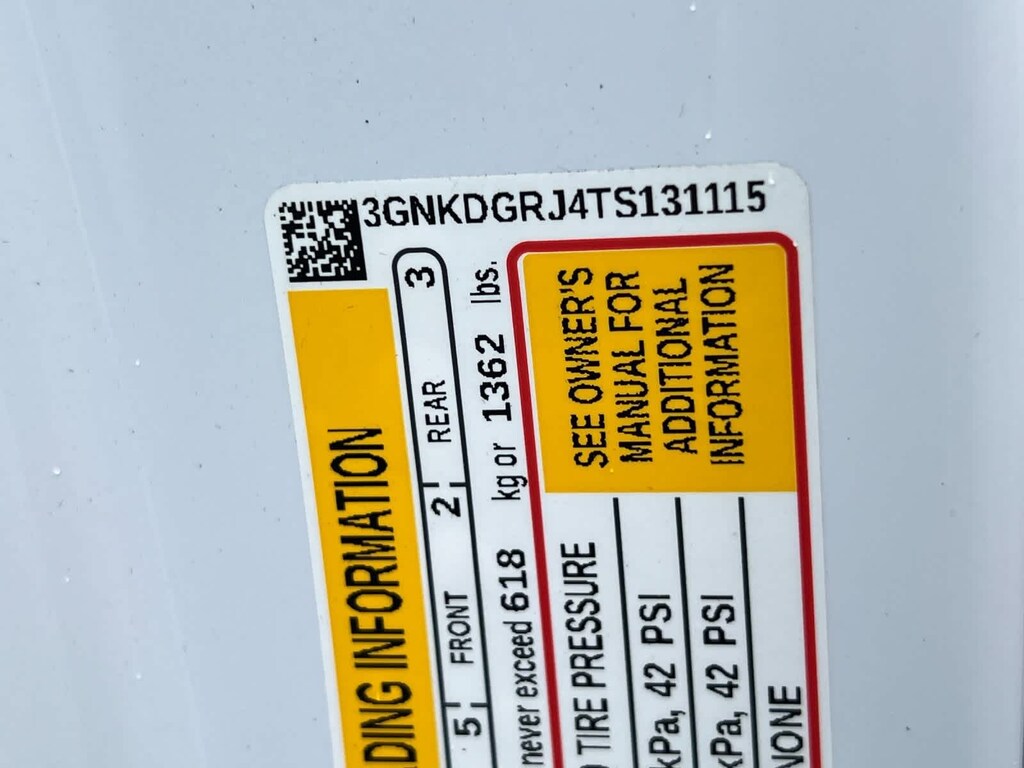 3GNKDGRJ4TS131115
ADING INFORMATION
5 FRONT 2 REAR 3
never exceed 618 kg or 1362 lbs.
TIRE PRESSURE
SEE OWNER'S
MANUAL FOR
ADDITIONAL
INFORMATION
kPa, 42 PSI
kPa, 42 PSI
NONE